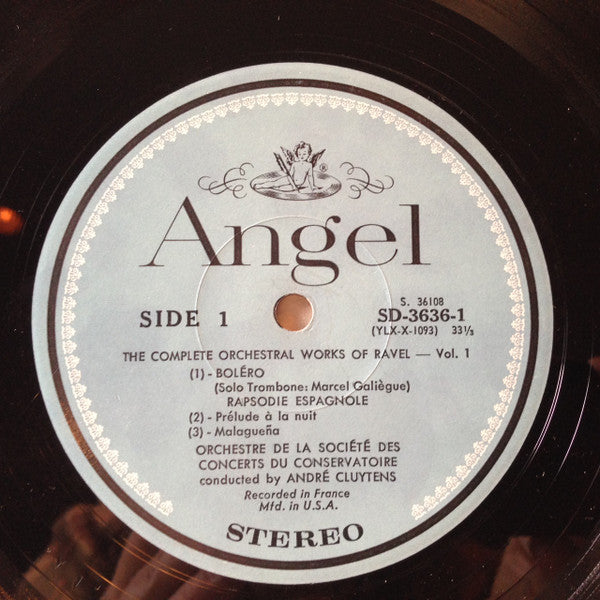 Angel
SIDE 1
S. 36108
SD-3636-1
(YLX-X-1093) 33⅓
THE COMPLETE ORCHESTRAL WORKS OF RAVEL — Vol. 1
(1) - BOLÉRO
(Solo Trombone: Marcel Galiègue)
RAPSODIE ESPAGNOLE
(2) - Prélude à la nuit
(3) - Malagueña
ORCHESTRE DE LA SOCIÉTÉ DES
CONCERTS DU CONSERVATOIRE
conducted by ANDRÉ CLUYTENS
Recorded in France
Mfd. in U.S.A.
STEREO